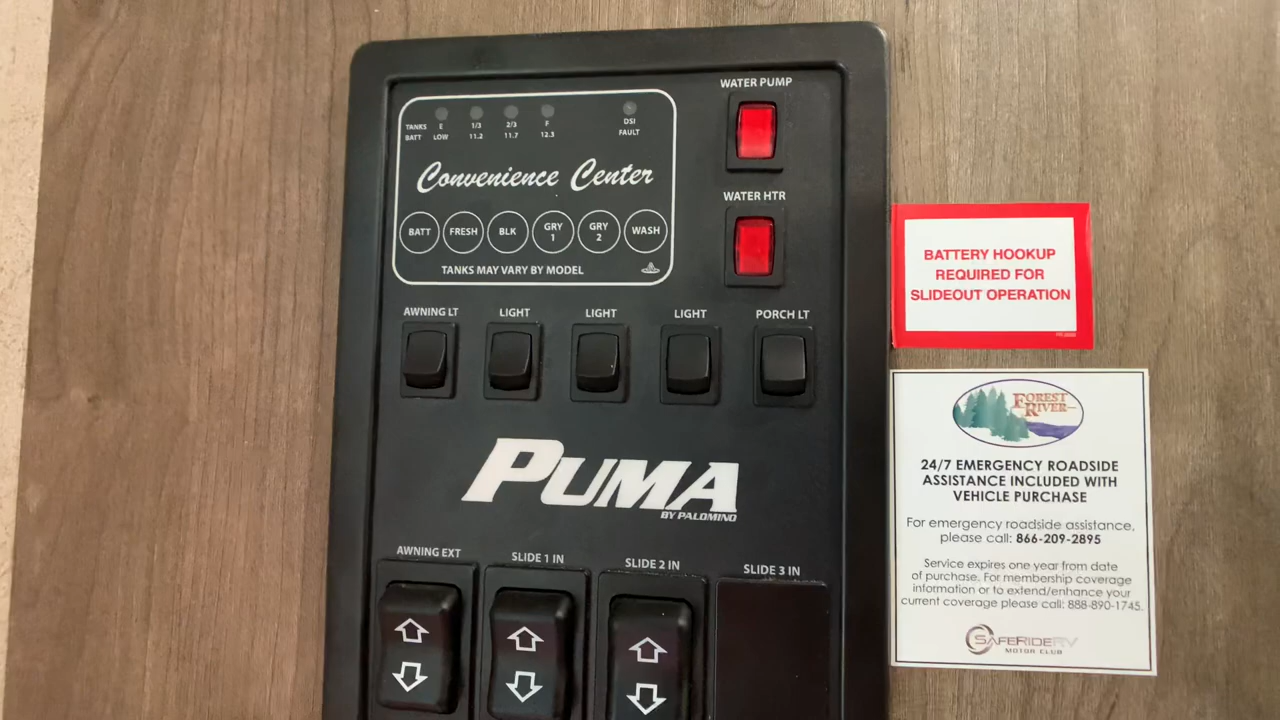 WATER PUMP
TANKS E 1/3 2/3 F DSI
BATT LOW 11.2 11.7 12.3 FAULT
Convenience Center
WATER HTR
BATT FRESH BLK GRY 1 GRY 2 WASH
TANKS MAY VARY BY MODEL
AWNING LT LIGHT LIGHT LIGHT PORCH LT
PUMA
BY PALOMINO
AWNING EXT SLIDE 1 IN SLIDE 2 IN SLIDE 3 IN
BATTERY HOOKUP
REQUIRED FOR
SLIDEOUT OPERATION
FOREST
RIVER
24/7 EMERGENCY ROADSIDE
ASSISTANCE INCLUDED WITH
VEHICLE PURCHASE
For emergency roadside assistance,
please call: 866-209-2895
Service expires one year from date
of purchase. For membership coverage
information or to extend/enhance your
current coverage please call: 888-890-1745.
SAFERIDERV
MOTOR CLUB